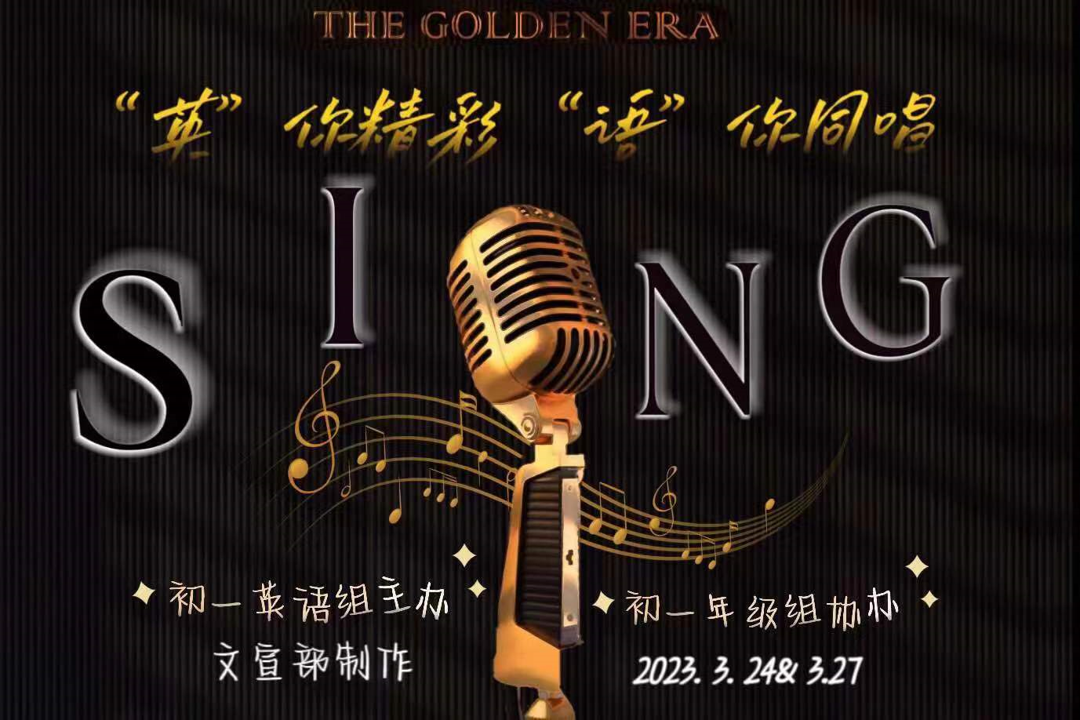 THE GOLDEN ERA
“英”你精彩 “语”你同唱
SING
初一英语组主办
初一年级组协办
文宣部制作
2023. 3. 24& 3.27